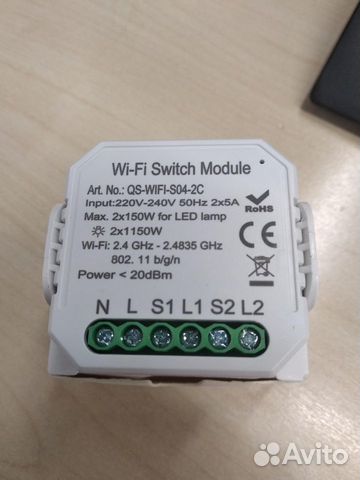 Wi-Fi Switch Module
Art. No.: QS-WIFI-S04-2C
Input:220V-240V 50Hz 2x5A
Max. 2x150W for LED lamp
2x1150W
Wi-Fi: 2.4 GHz - 2.4835 GHz
802. 11 b/g/n
Power < 20dBm
RoHS
CE
N L S1 L1 S2 L2
Avito